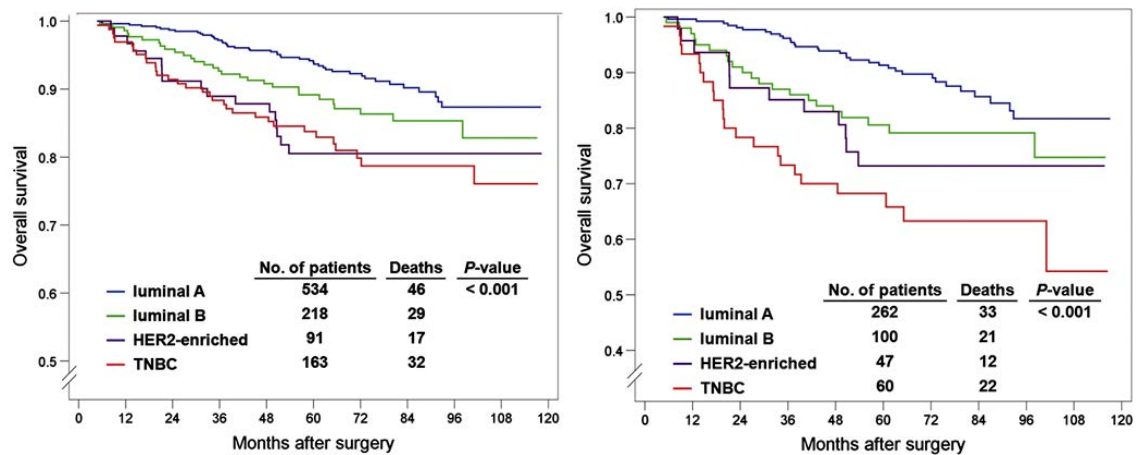 1.0
0.9
0.8
0.7
0.6
0.5
Overall survival
No. of patients Deaths P-value
luminal A 534 46 < 0.001
luminal B 218 29
HER2-enriched 91 17
TNBC 163 32
0 12 24 36 48 60 72 84 96 108 120
Months after surgery
1.0
0.9
0.8
0.7
0.6
0.5
0.4
Overall survival
No. of patients Deaths P-value
luminal A 262 33 < 0.001
luminal B 100 21
HER2-enriched 47 12
TNBC 60 22
0 12 24 36 48 60 72 84 96 108 120
Months after surgery